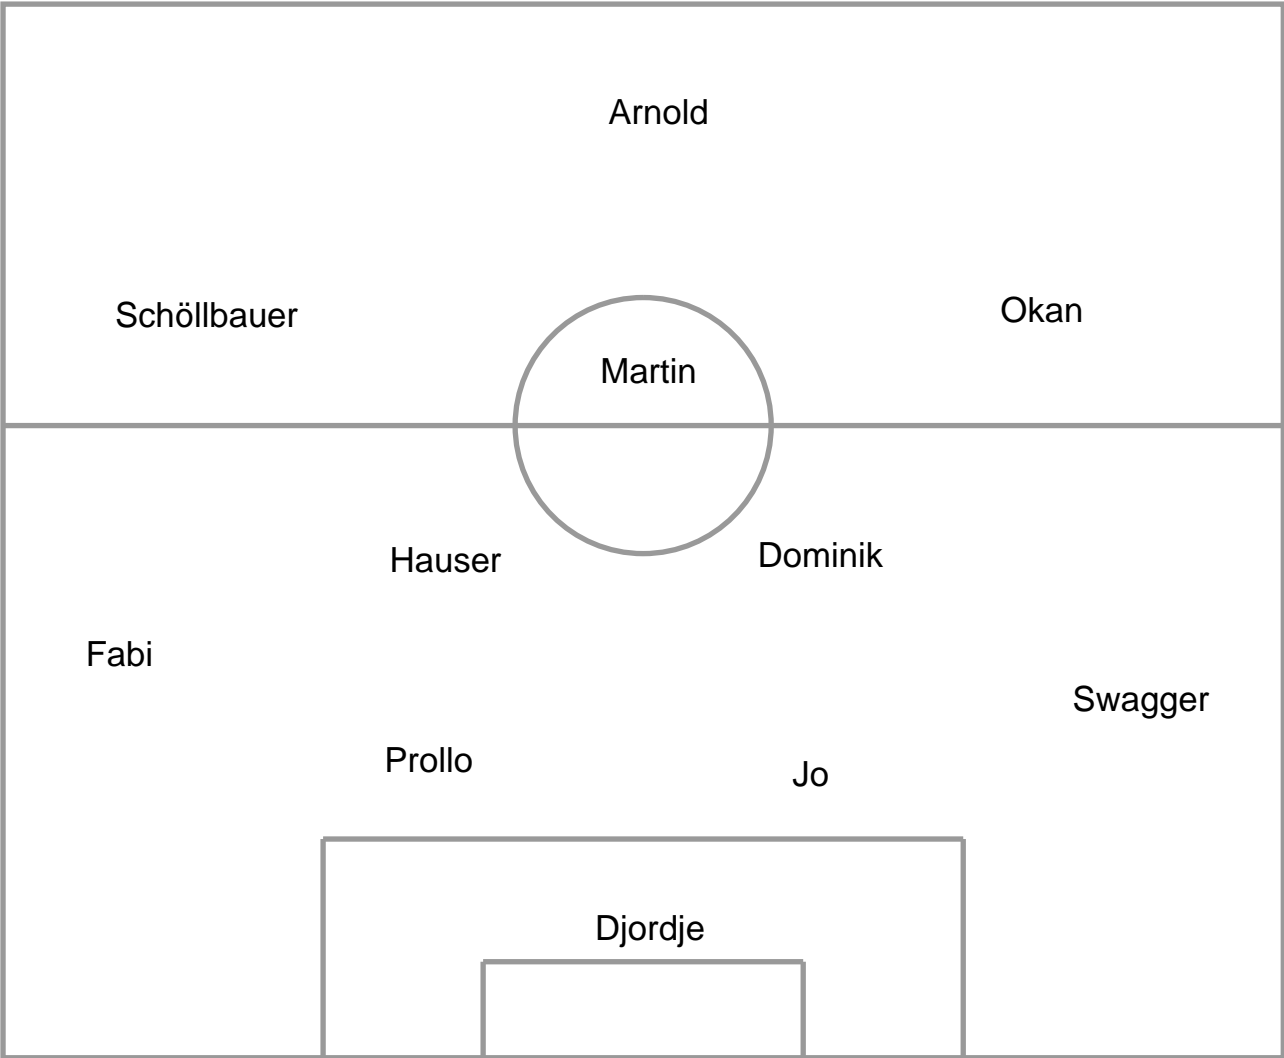 Arnold
Schöllbauer
Okan
Martin
Hauser
Dominik
Fabi
Swagger
Prollo
Jo
Djordje